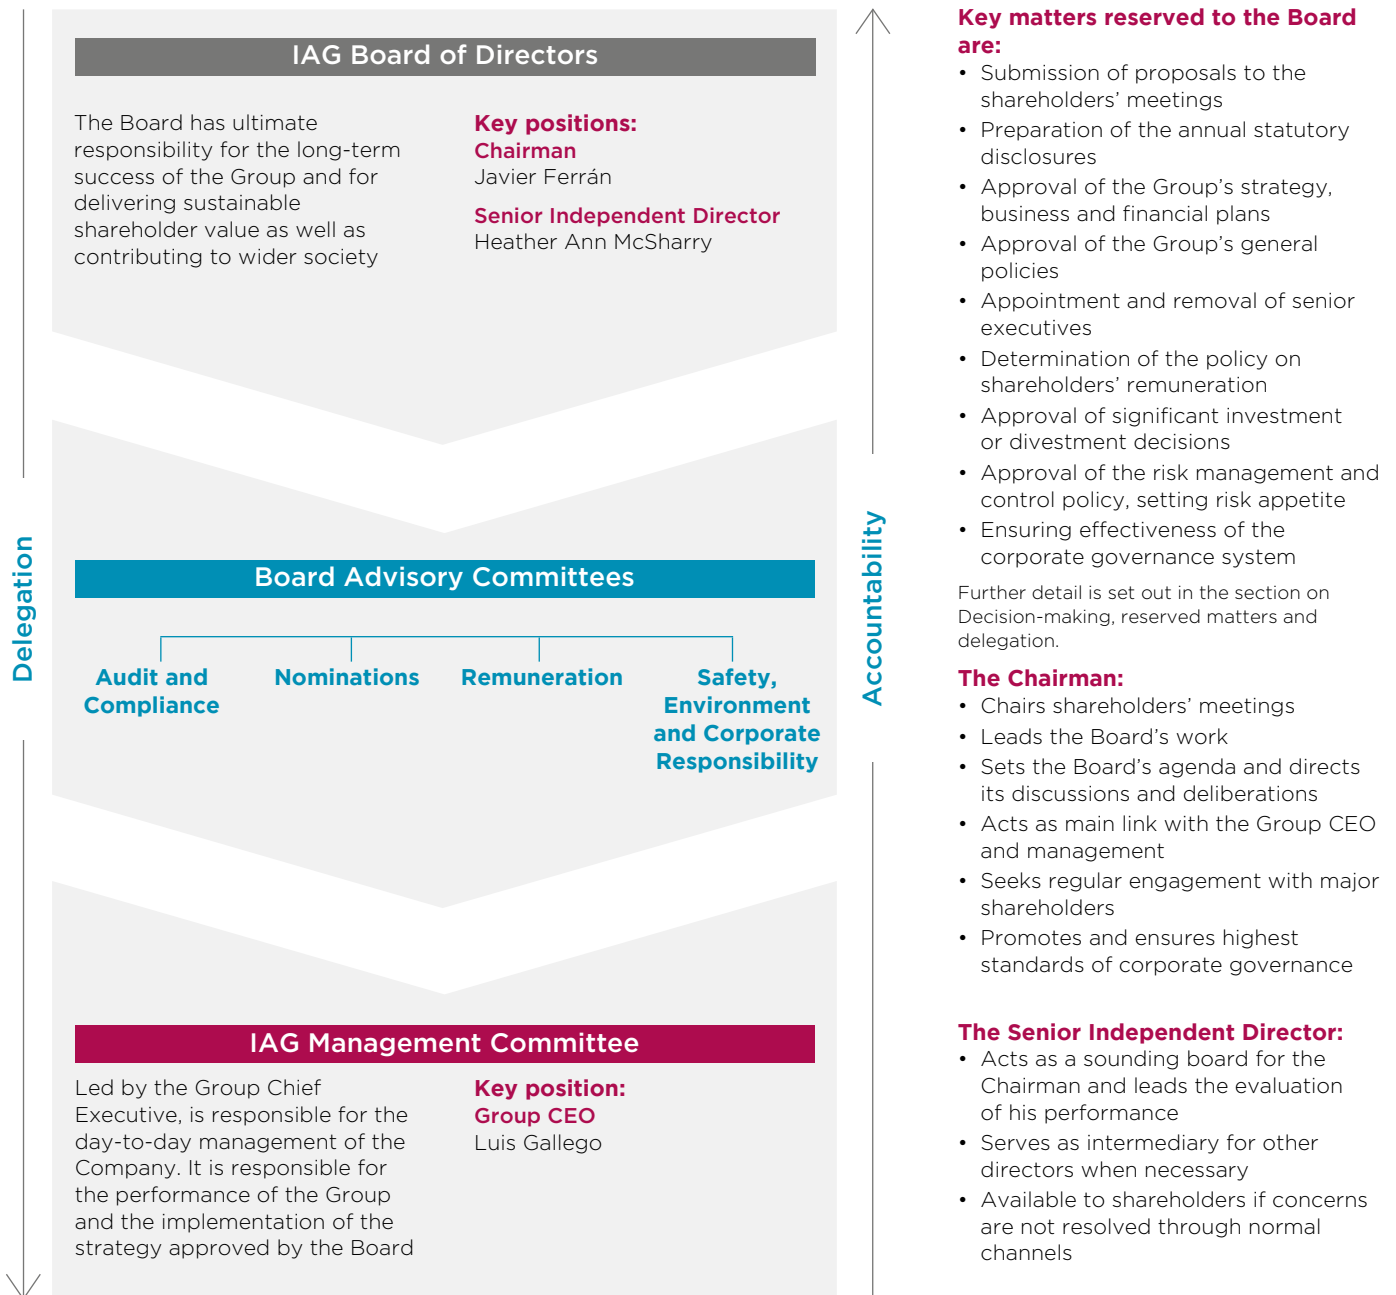 Delegation
IAG Board of Directors
The Board has ultimate
responsibility for the long-term
success of the Group and for
delivering sustainable
shareholder value as well as
contributing to wider society
Key positions:
Chairman
Javier Ferrán
Senior Independent Director
Heather Ann McSharry
Board Advisory Committees
Audit and
Compliance
Nominations
Remuneration
Safety,
Environment
and Corporate
Responsibility
IAG Management Committee
Led by the Group Chief
Executive, is responsible for the
day-to-day management of the
Company. It is responsible for
the performance of the Group
and the implementation of the
strategy approved by the Board
Key position:
Group CEO
Luis Gallego
Accountability
Key matters reserved to the Board
are:
• Submission of proposals to the
shareholders’ meetings
• Preparation of the annual statutory
disclosures
• Approval of the Group’s strategy,
business and financial plans
• Approval of the Group’s general
policies
• Appointment and removal of senior
executives
• Determination of the policy on
shareholders’ remuneration
• Approval of significant investment
or divestment decisions
• Approval of the risk management and
control policy, setting risk appetite
• Ensuring effectiveness of the
corporate governance system
Further detail is set out in the section on
Decision-making, reserved matters and
delegation.
The Chairman:
• Chairs shareholders’ meetings
• Leads the Board’s work
• Sets the Board’s agenda and directs
its discussions and deliberations
• Acts as main link with the Group CEO
and management
• Seeks regular engagement with major
shareholders
• Promotes and ensures highest
standards of corporate governance
The Senior Independent Director:
• Acts as a sounding board for the
Chairman and leads the evaluation
of his performance
• Serves as intermediary for other
directors when necessary
• Available to shareholders if concerns
are not resolved through normal
channels